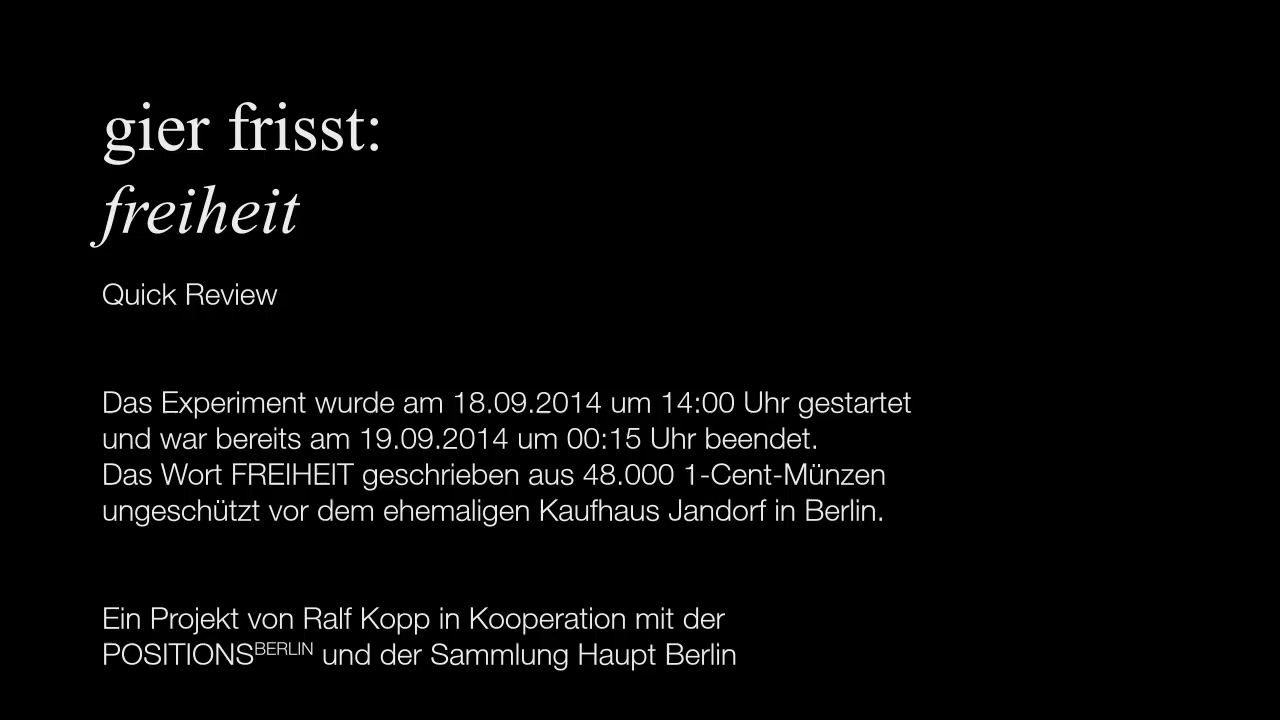 gier frisst:
freiheit
Quick Review
Das Experiment wurde am 18.09.2014 um 14:00 Uhr gestartet
und war bereits am 19.09.2014 um 00:15 Uhr beendet.
Das Wort FREIHEIT geschrieben aus 48.000 1-Cent-Münzen
ungeschützt vor dem ehemaligen Kaufhaus Jandorf in Berlin.
Ein Projekt von Ralf Kopp in Kooperation mit der
POSITIONSBERLIN und der Sammlung Haupt Berlin